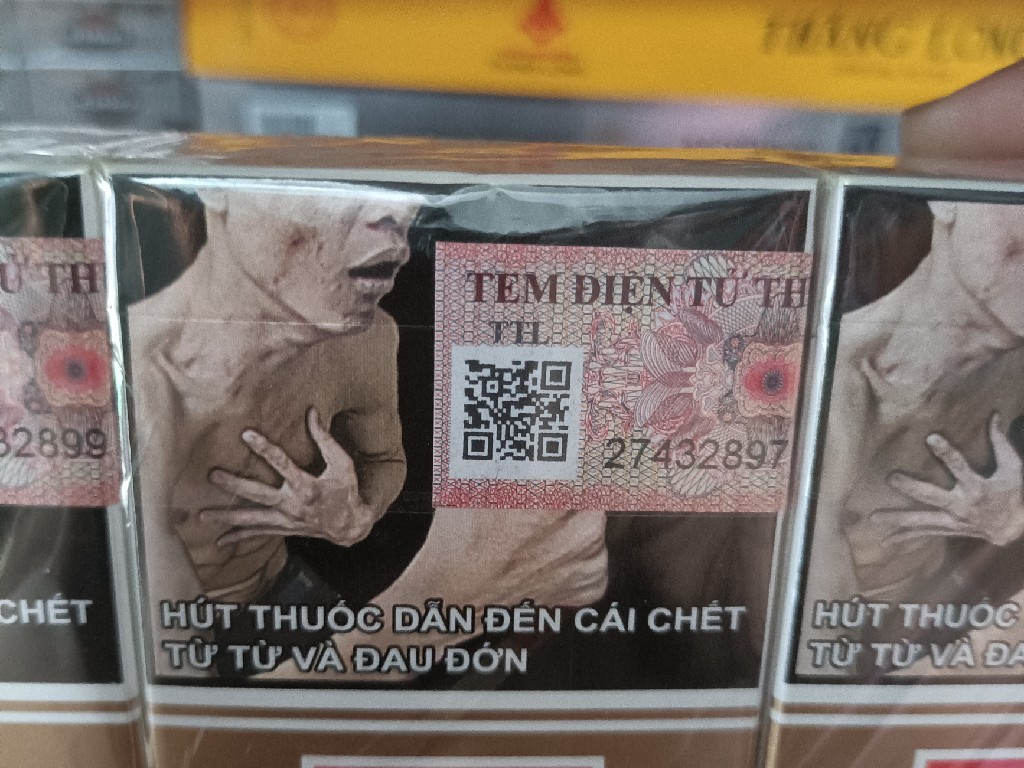 THĂNG LONG
Ử TH
TEM ĐIỆN TỬ TH
TTL
32899
27432897
CHẾT
HÚT THUỐC DẪN ĐẾN CÁI CHẾT
TỪ TỪ VÀ ĐAU ĐỚN
HÚT THUỐC
TỪ TỪ VÀ ĐA